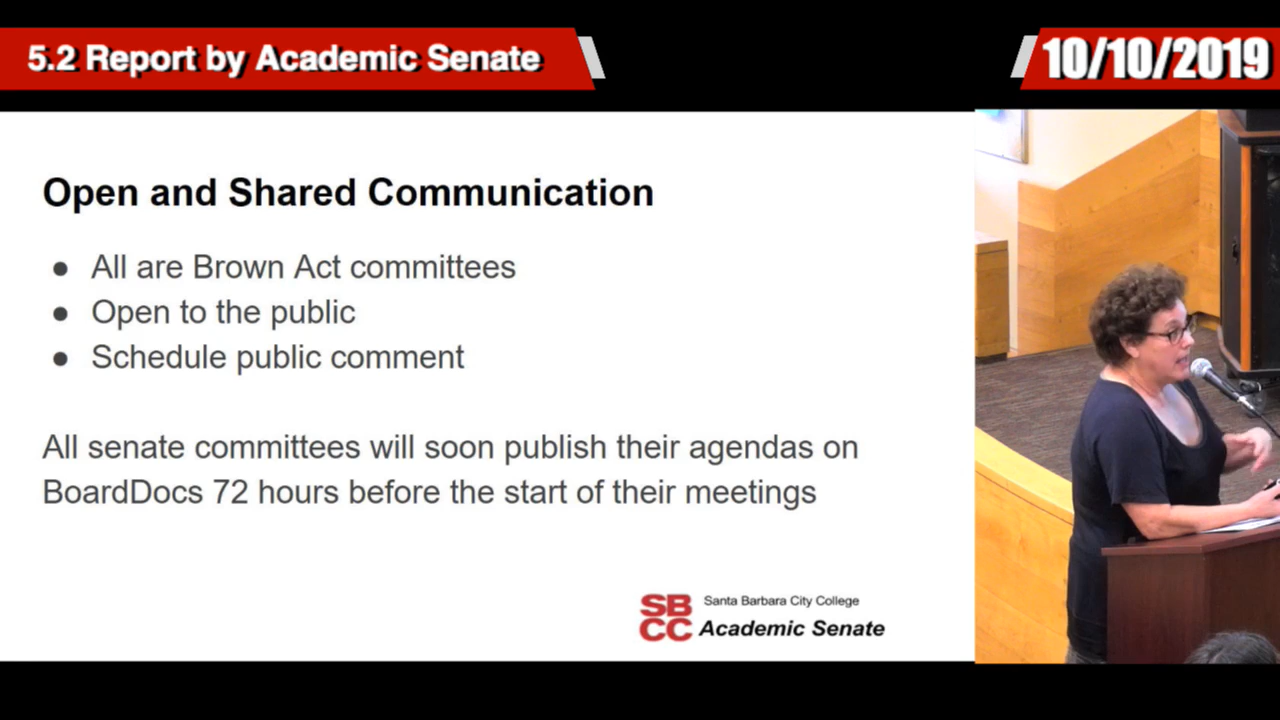 5.2 Report by Academic Senate
10/10/2019
Open and Shared Communication
● All are Brown Act committees
● Open to the public
● Schedule public comment
All senate committees will soon publish their agendas on
BoardDocs 72 hours before the start of their meetings
SB
CC
Santa Barbara City College
Academic Senate